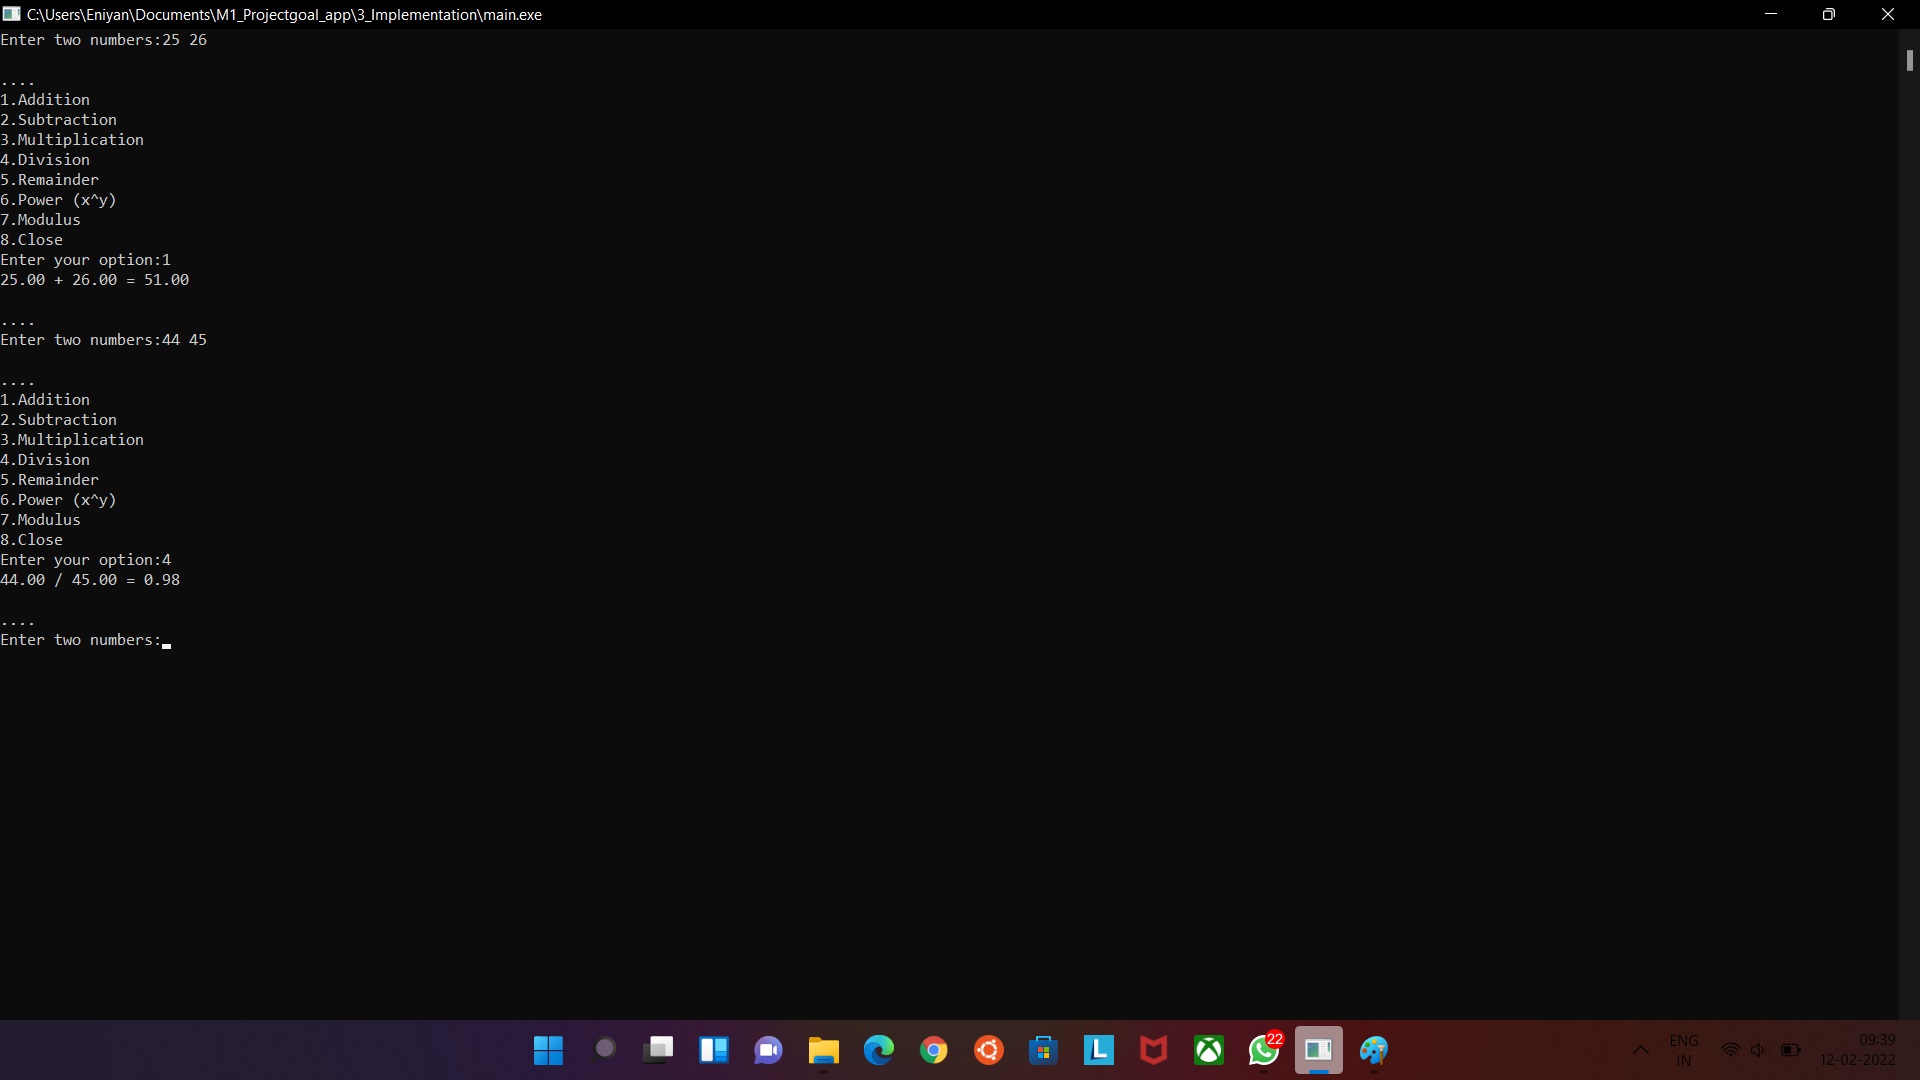 C:\Users\Eniyan\Documents\M1_Projectgoal_app\3_Implementation\main.exe
Enter two numbers:25 26
....
1.Addition
2.Subtraction
3.Multiplication
4.Division
5.Remainder
6.Power (x^y)
7.Modulus
8.Close
Enter your option:1
25.00 + 26.00 = 51.00
....
Enter two numbers:44 45
....
1.Addition
2.Subtraction
3.Multiplication
4.Division
5.Remainder
6.Power (x^y)
7.Modulus
8.Close
Enter your option:4
44.00 / 45.00 = 0.98
....
Enter two numbers:
L
22
ENG
IN
09:39
12-02-2022